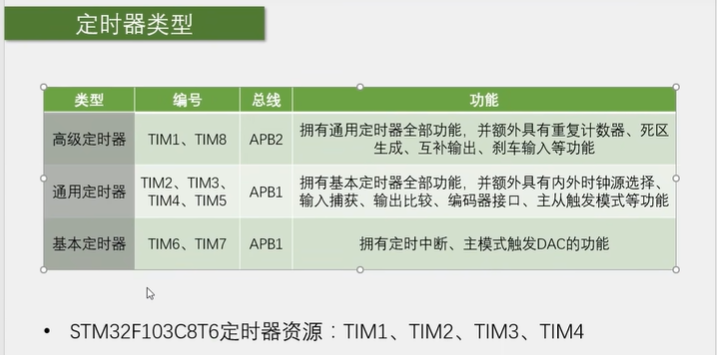 定时器类型
类型 编号 总线 功能
高级定时器 TIM1、TIM8 APB2 拥有通用定时器全部功能，并额外具有重复计数器、死区
生成、互补输出、刹车输入等功能
通用定时器 TIM2、TIM3、
TIM4、TIM5 APB1 拥有基本定时器全部功能，并额外具有内外时钟源选择、
输入捕获、输出比较、编码器接口、主从触发模式等功能
基本定时器 TIM6、TIM7 APB1 拥有定时中断、主模式触发DAC的功能
• STM32F103C8T6定时器资源：TIM1、TIM2、TIM3、TIM4